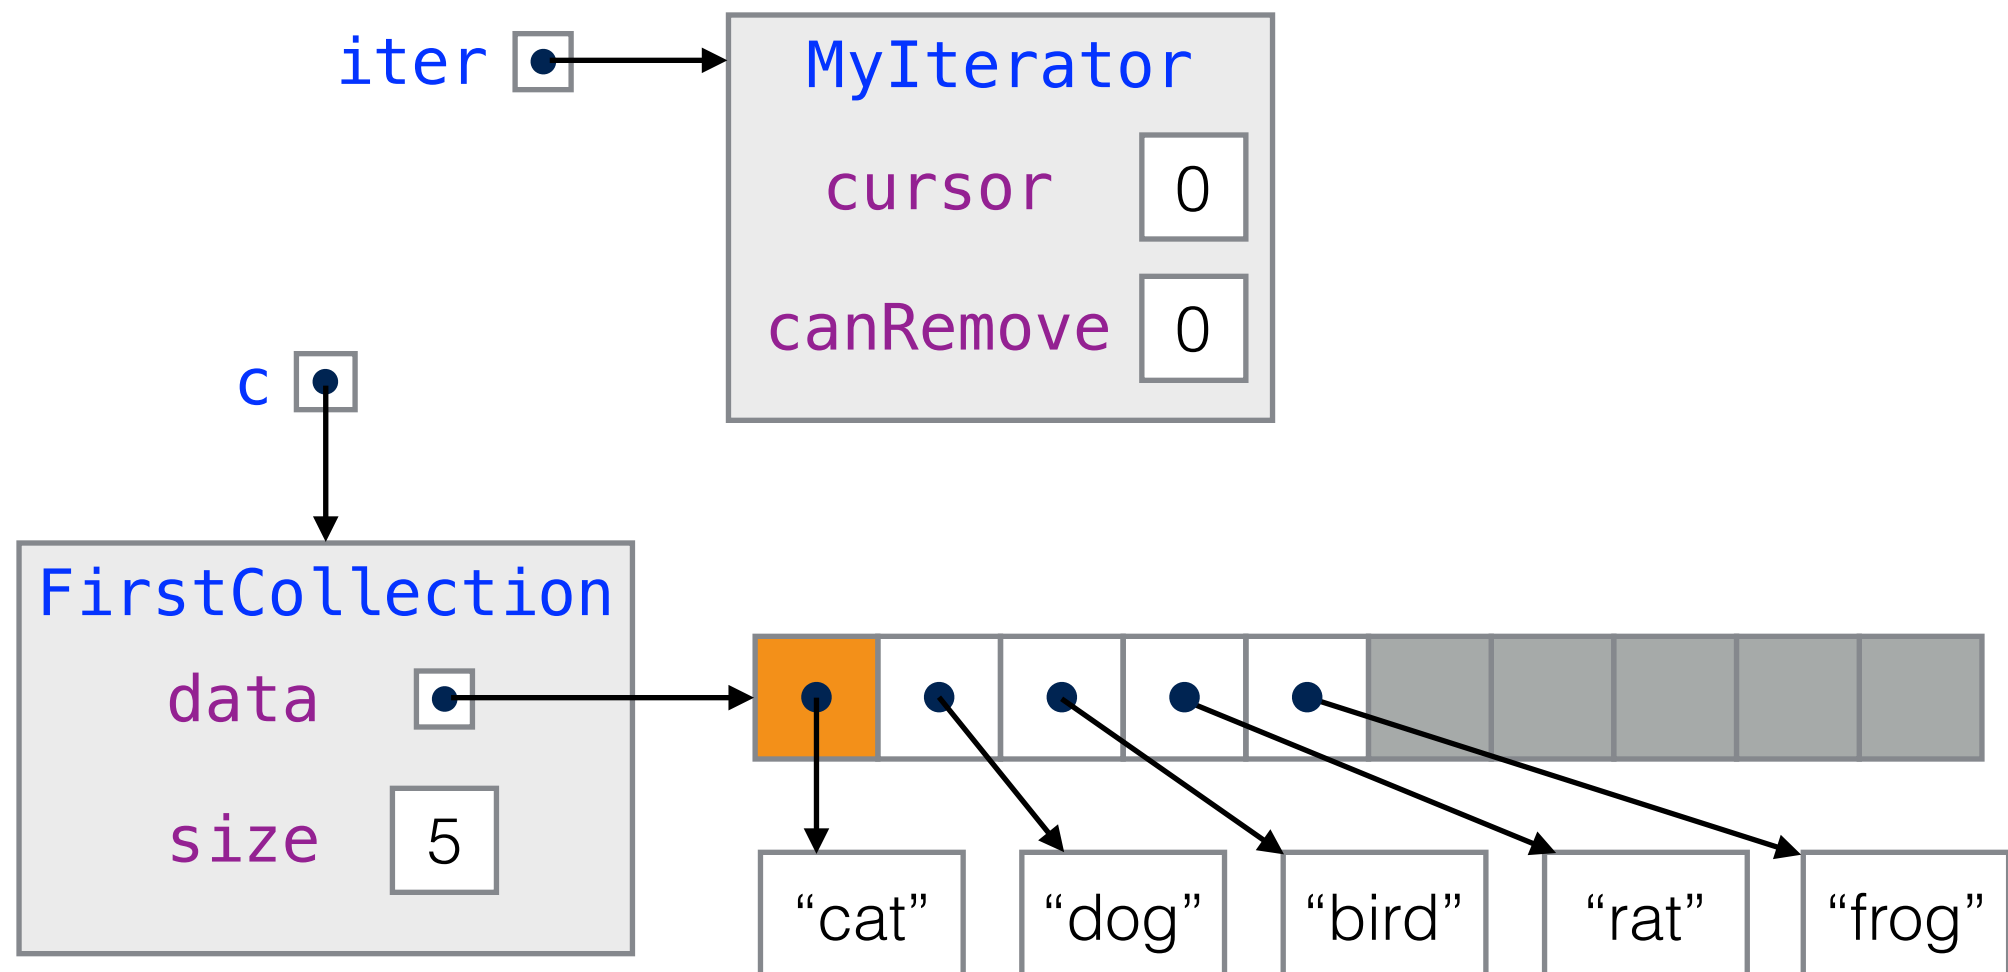 iter
MyIterator
cursor 0
canRemove 0
c
FirstCollection
data
size 5
“cat” “dog” “bird” “rat” “frog”